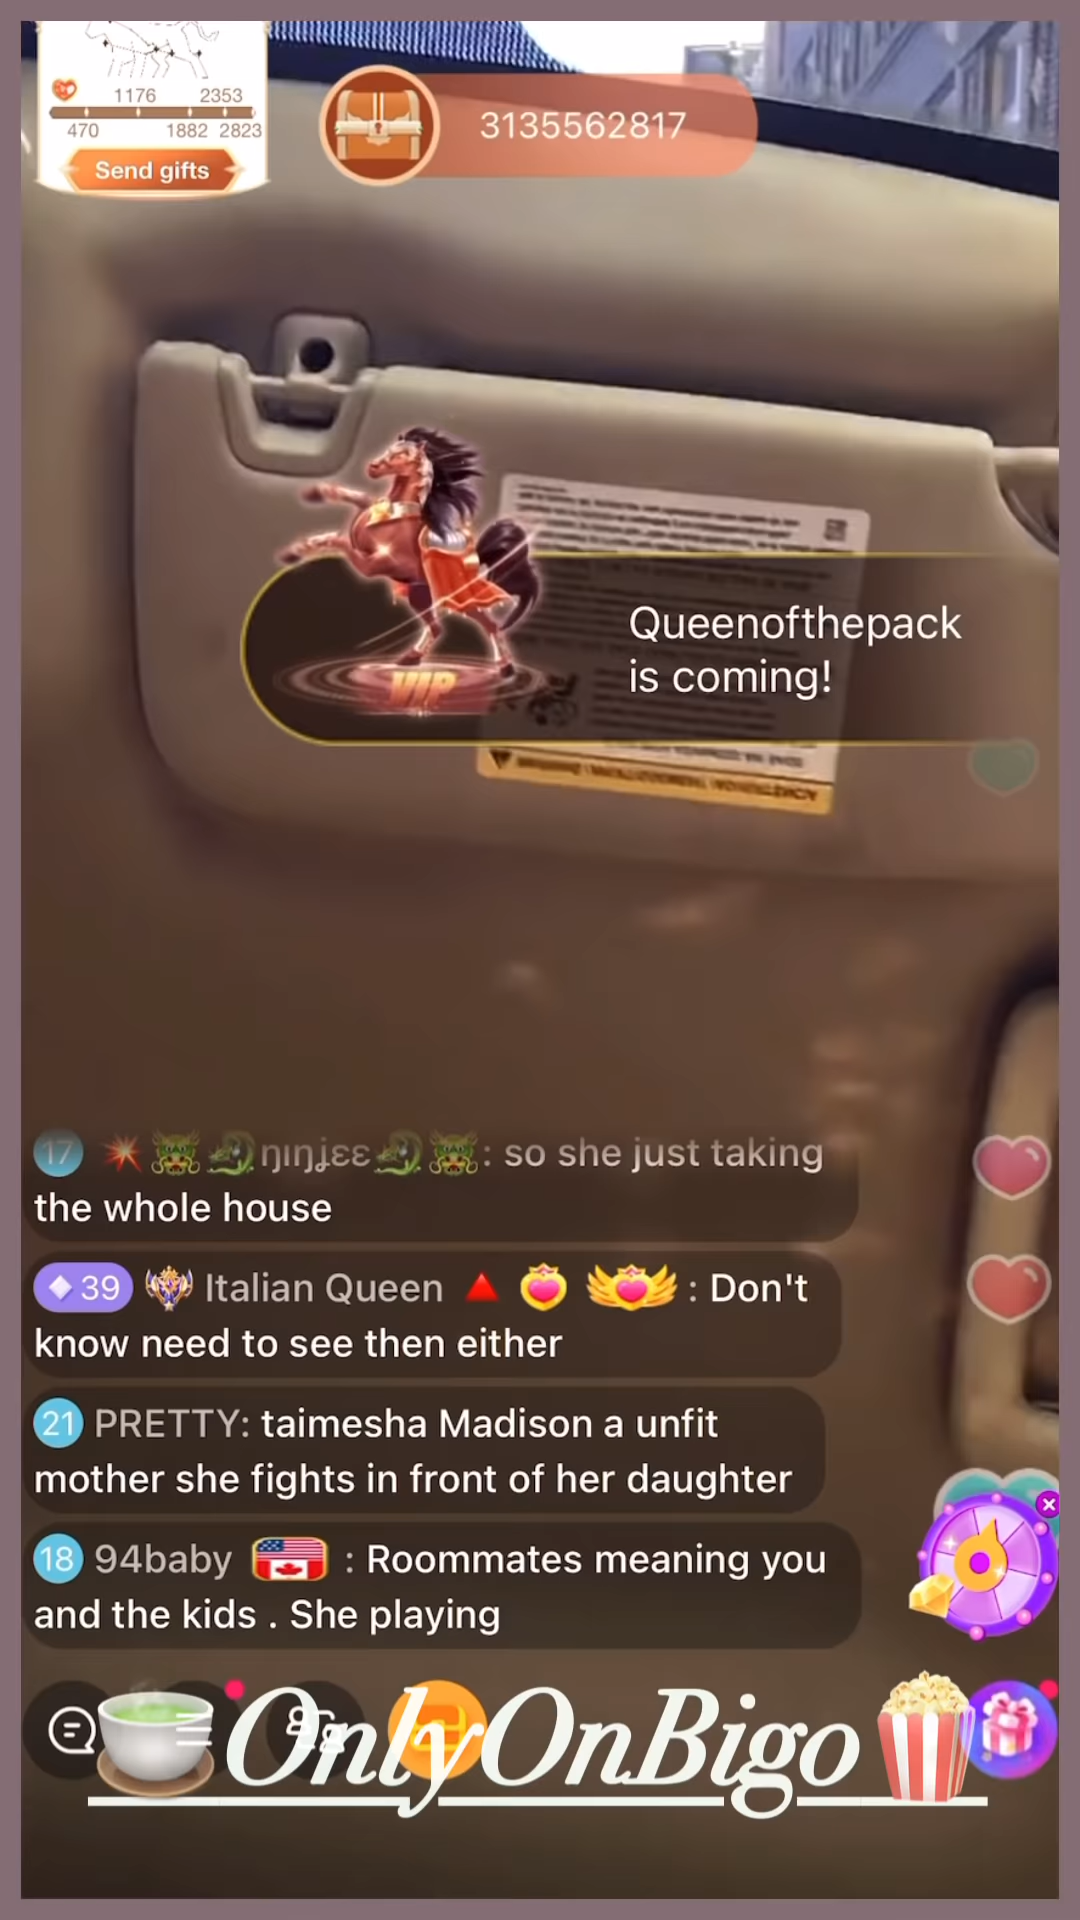 1176 2353
470 1882 2823
Send gifts
3135562817
Queenofthepack
is coming!
VIP
17 💥🐲🐉ŋıŋʝɛɛ🐉🐲: so she just taking
the whole house
39 Italian Queen 🔺 : Don't
know need to see then either
21 PRETTY: taimesha Madison a unfit
mother she fights in front of her daughter
18 94baby : Roommates meaning you
and the kids . She playing
🍵OnlyOnBigo🍿